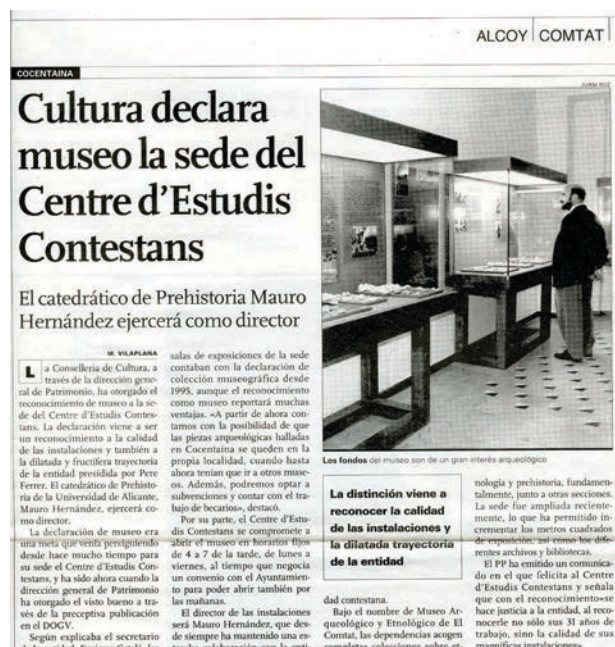 ALCOY COMTAT
COCENTAINA
Cultura declara
museo la sede del
Centre d'Estudis
Contestans
El catedrático de Prehistoria Mauro
Hernández ejercerá como director
M. VILAPLANA
La Conselleria de Cultura, a
través de la dirección gene-
ral de Patrimonio, ha otorgado el
reconocimiento de museo a la se-
de del Centre d'Estudis Contes-
tans. La declaración viene a ser
un reconocimiento a la calidad
de las instalaciones y también a
la dilatada y fructífera trayectoria
de la entidad presidida por Pere
Ferrer. El catedrático de Prehisto-
ria de la Universidad de Alicante,
Mauro Hernández, ejercerá co-
mo director.
La declaración de museo era
una meta que venía persiguiendo
desde hace mucho tiempo para
su sede el Centre d'Estudis Con-
testans, y ha sido ahora cuando la
dirección general de Patrimonio
ha otorgado el visto bueno a tra-
vés de la preceptiva publicación
en el DOGV.
Según explicaba el secretario
salas de exposiciones de la sede
contaban con la declaración de
colección museográfica desde
1995, aunque el reconocimiento
como museo reportará muchas
ventajas. «A partir de ahora con-
tamos con la posibilidad de que
las piezas arqueológicas halladas
en Cocentaina se queden en la
propia localidad, cuando hasta
ahora tenían que ir a otros muse-
os. Además, podremos optar a
subvenciones y contar con el tra-
bajo de becarios», destacó.
Por su parte, el Centre d'Estu-
dis Contestans se compromete a
abrir el museo en horarios fijos
de 4 a 7 de la tarde, de lunes a
viernes, al tiempo que negocia
un convenio con el Ayuntamien-
to para poder abrir también por
las mañanas.
El director de las instalaciones
será Mauro Hernández, que des-
de siempre ha mantenido una es-
Los fondos del museo son de un gran interés arqueológico
La distinción viene a
reconocer la calidad
de las instalaciones y
la dilatada trayectoria
de la entidad
dad contestana.
Bajo el nombre de Museo Ar-
queológico y Etnológico de El
Comtat, las dependencias acogen
completas colecciones sobre et-
nología y prehistoria, fundamen-
talmente, junto a otras secciones.
La sede fue ampliada reciente-
mente, lo que ha permitido in-
crementar los metros cuadrados
de exposición, así como los dife-
rentes archivos y bibliotecas.
El PP ha emitido un comunica-
do en el que felicita al Centre
d'Estudis Contestans y señala
que con el reconocimiento«se
hace justicia a la entidad, al reco-
nocerle no sólo sus 31 años de
trabajo, sino la calidad de sus
magníficas instalaciones».